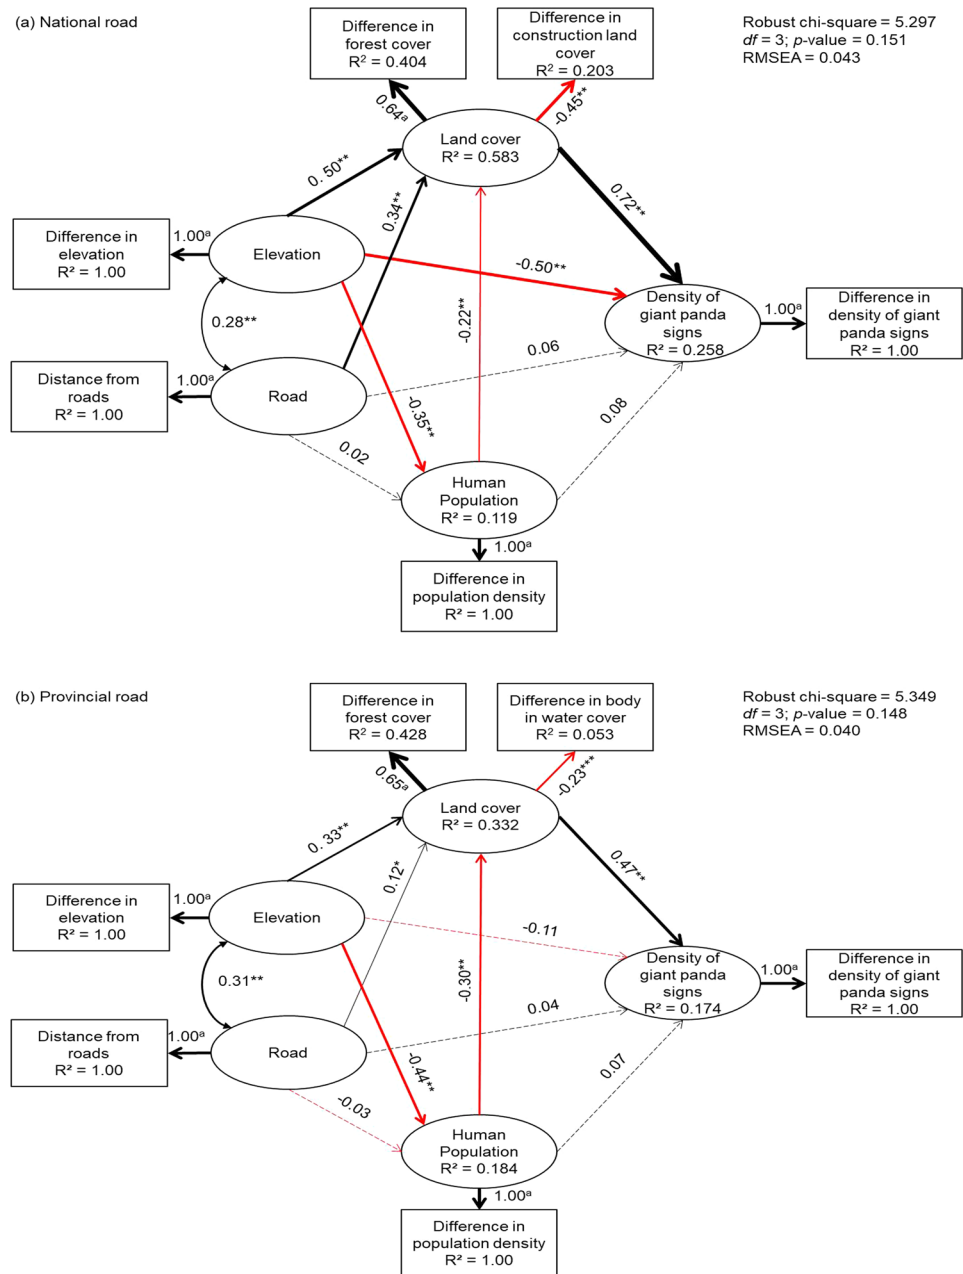 (a) National road
Difference in
forest cover
R² = 0.404
Difference in
construction land
cover
R² = 0.203
Robust chi-square = 5.297
df = 3; p-value = 0.151
RMSEA = 0.043
0.64ᵃ
-0.45**
Land cover
R² = 0.583
0. 50**
0.34**
0.72**
Difference in
elevation
R² = 1.00
1.00ᵃ
Elevation
-0.50**
-0.22**
Density of
giant panda
signs
R² = 0.258
1.00ᵃ
Difference in
density of giant
panda signs
R² = 1.00
0.28**
0.06
Distance from
roads
R² = 1.00
1.00ᵃ
Road
-0.35**
0.02
0.08
Human
Population
R² = 0.119
1.00ᵃ
Difference in
population density
R² = 1.00
(b) Provincial road
Difference in
forest cover
R² = 0.428
Difference in body
in water cover
R² = 0.053
Robust chi-square = 5.349
df = 3; p-value = 0.148
RMSEA = 0.040
0.65ᵃ
-0.23***
Land cover
R² = 0.332
0. 33**
0.12*
0.47**
Difference in
elevation
R² = 1.00
1.00ᵃ
Elevation
-0.11
-0.30**
Density of
giant panda
signs
R² = 0.174
1.00ᵃ
Difference in
density of giant
panda signs
R² = 1.00
0.31**
0.04
Distance from
roads
R² = 1.00
1.00ᵃ
Road
-0.44**
-0.03
0.07
Human
Population
R² = 0.184
1.00ᵃ
Difference in
population density
R² = 1.00